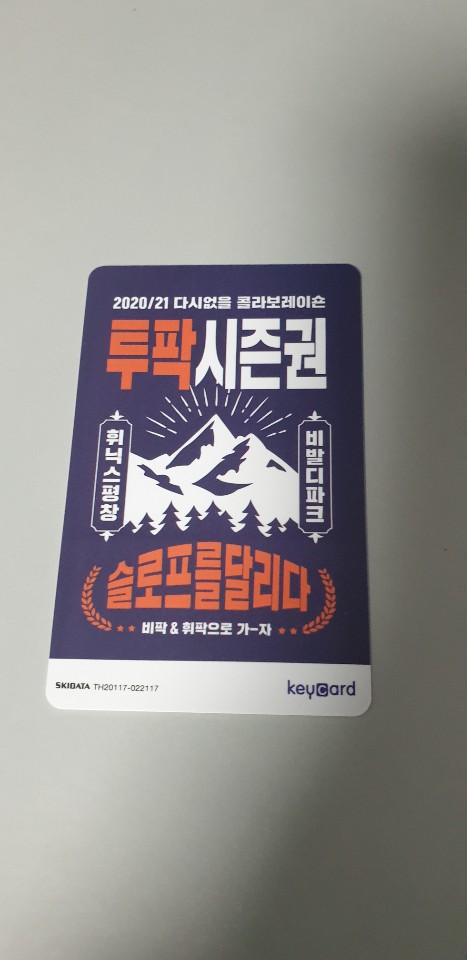 2020/21 다시없을 콜라보레이숀
투팍시즌권
휘닉스평창
비발디파크
슬로프를달리다
비팍 & 휘팍으로 가-자
SKIDATA TH20117-022117
keycard